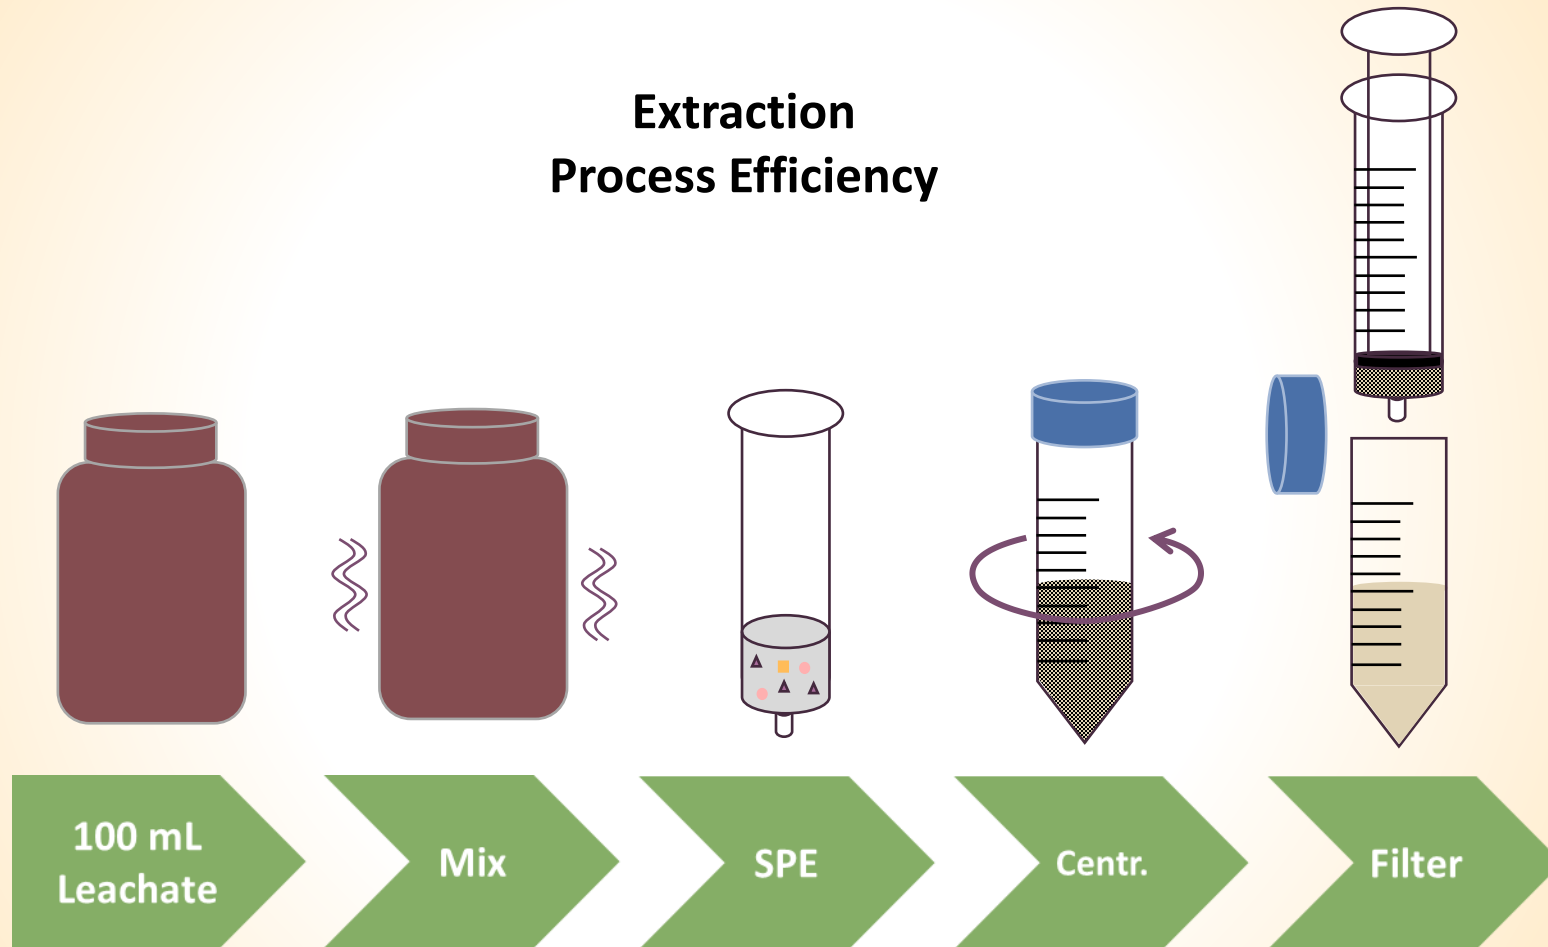 Extraction
Process Efficiency
100 mL
Leachate
Mix
SPE
Centr.
Filter